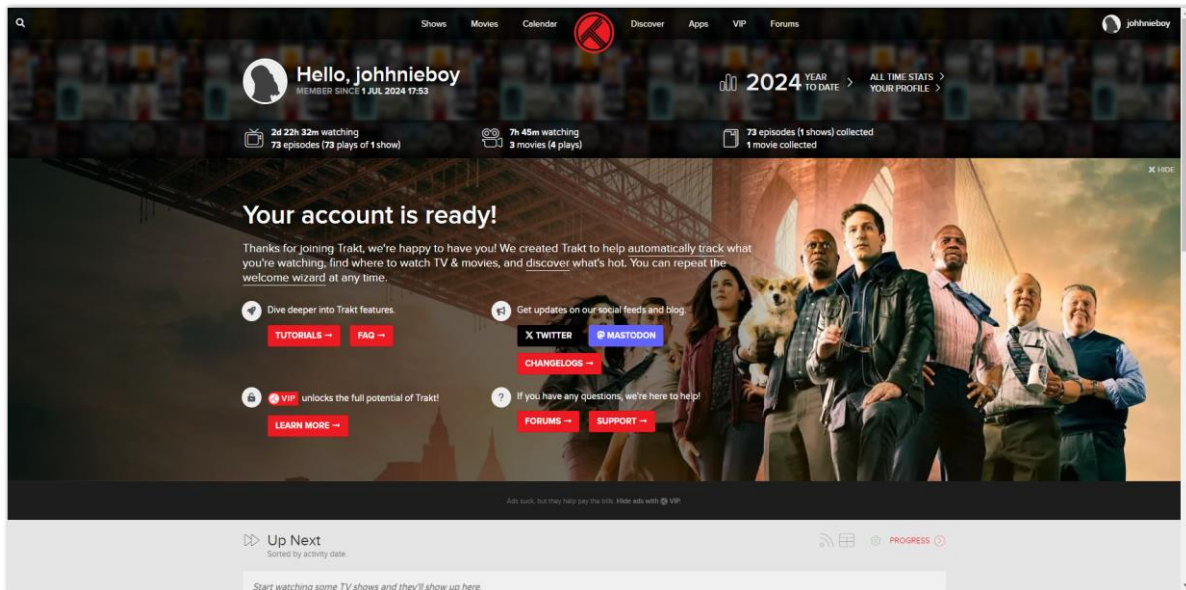 Shows Movies Calendar Discover Apps VIP Forums johhnieboy
Hello, johhnieboy
MEMBER SINCE 1 JUL 2024 17:53
2024 YEAR TO DATE
ALL TIME STATS
YOUR PROFILE
2d 22h 32m watching
73 episodes (73 plays of 1 show)
7h 45m watching
3 movies (4 plays)
73 episodes (1 shows) collected
1 movie collected
X HIDE
Your account is ready!
Thanks for joining Trakt, we're happy to have you! We created Trakt to help automatically track what
you're watching, find where to watch TV & movies, and discover what's hot. You can repeat the
welcome wizard at any time.
Dive deeper into Trakt features.
TUTORIALS → FAQ →
Get updates on our social feeds and blog.
X TWITTER MASTODON
CHANGELOGS →
VIP unlocks the full potential of Trakt!
LEARN MORE →
If you have any questions, we're here to help!
FORUMS → SUPPORT →
Ads suck, but they help pay the bills. Hide ads with VIP.
Up Next
Sorted by activity date.
PROGRESS
Start watching some TV shows and they'll show up here.